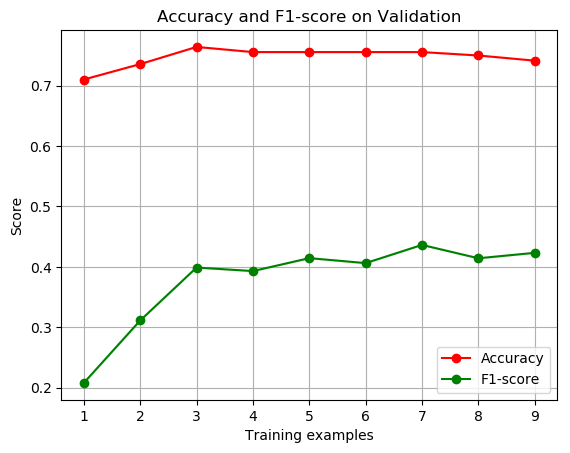 Accuracy and F1-score on Validation
Score
0.7
0.6
0.5
0.4
0.3
0.2
Accuracy
F1-score
1 2 3 4 5 6 7 8 9
Training examples